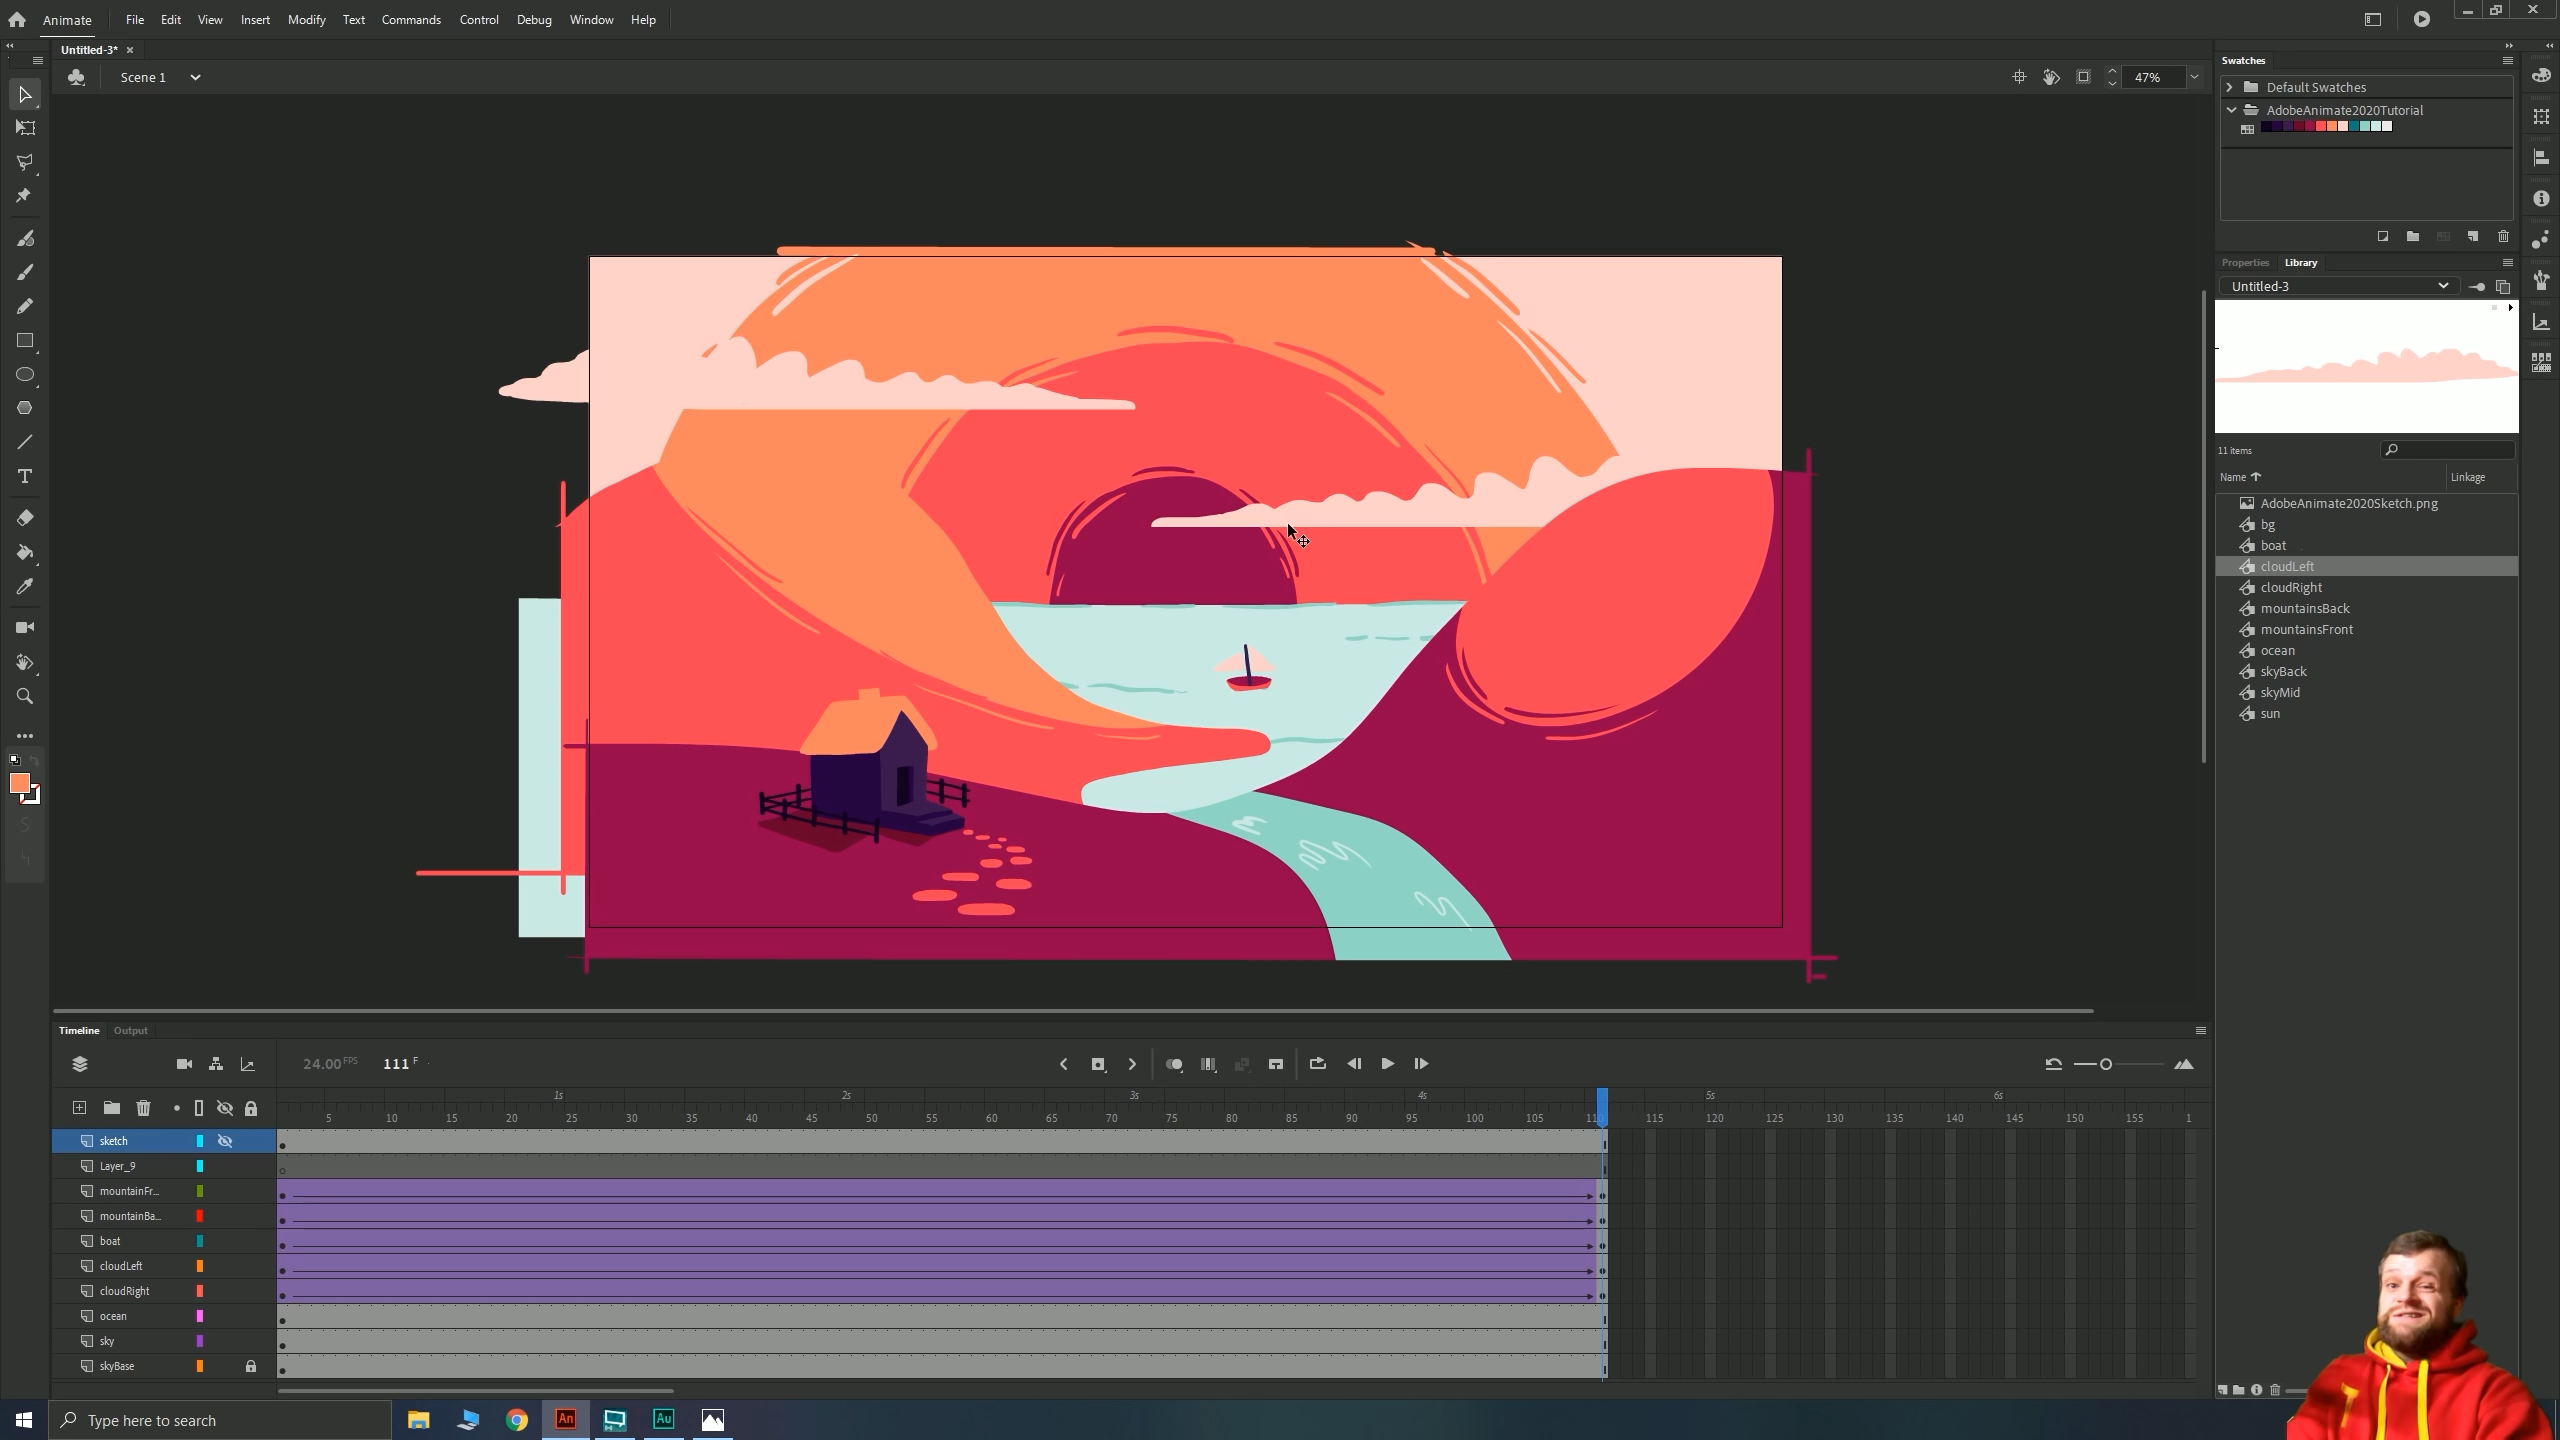 Animate File Edit View Insert Modify Text Commands Control Debug Window Help
Untitled-3*
Scene 1
47%
Swatches
Default Swatches
AdobeAnimate2020Tutorial
Properties Library
Untitled-3
11 items
Name Linkage
AdobeAnimate2020Sketch.png
bg
boat
cloudLeft
cloudRight
mountainsBack
mountainsFront
ocean
skyBack
skyMid
sun
Timeline Output
24.00 FPS 111 F
1s 2s 3s 4s 5s 6s
5 10 15 20 25 30 35 40 45 50 55 60 65 70 75 80 85 90 95 100 105 110 115 120 125 130 135 140 145 150 155 1
sketch
Layer_9
mountainFr...
mountainBa...
boat
cloudLeft
cloudRight
ocean
sky
skyBase
Type here to search
An
Au